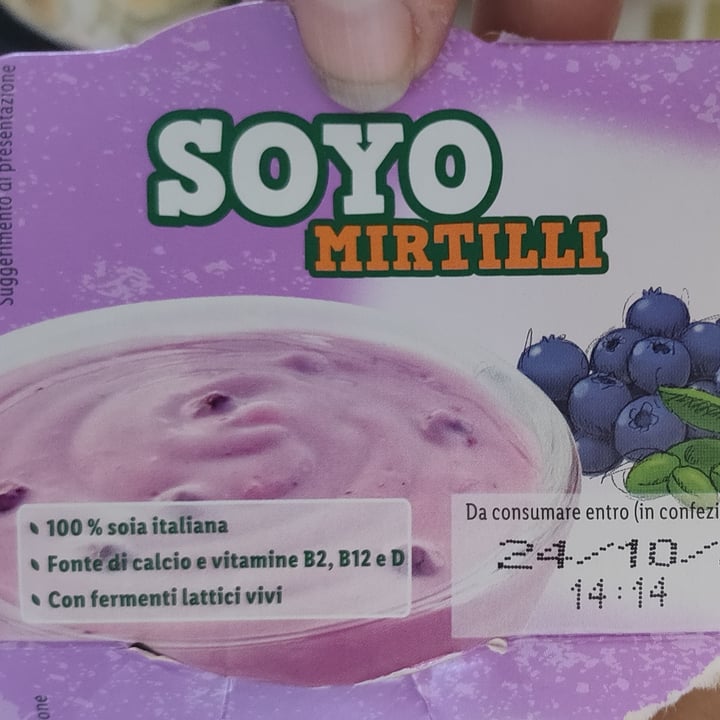 Suggerimento di presentazione
SOYO
MIRTILLI
100 % soia italiana
Fonte di calcio e vitamine B2, B12 e D
Con fermenti lattici vivi
Da consumare entro (in confezi
24/10/
14:14
one